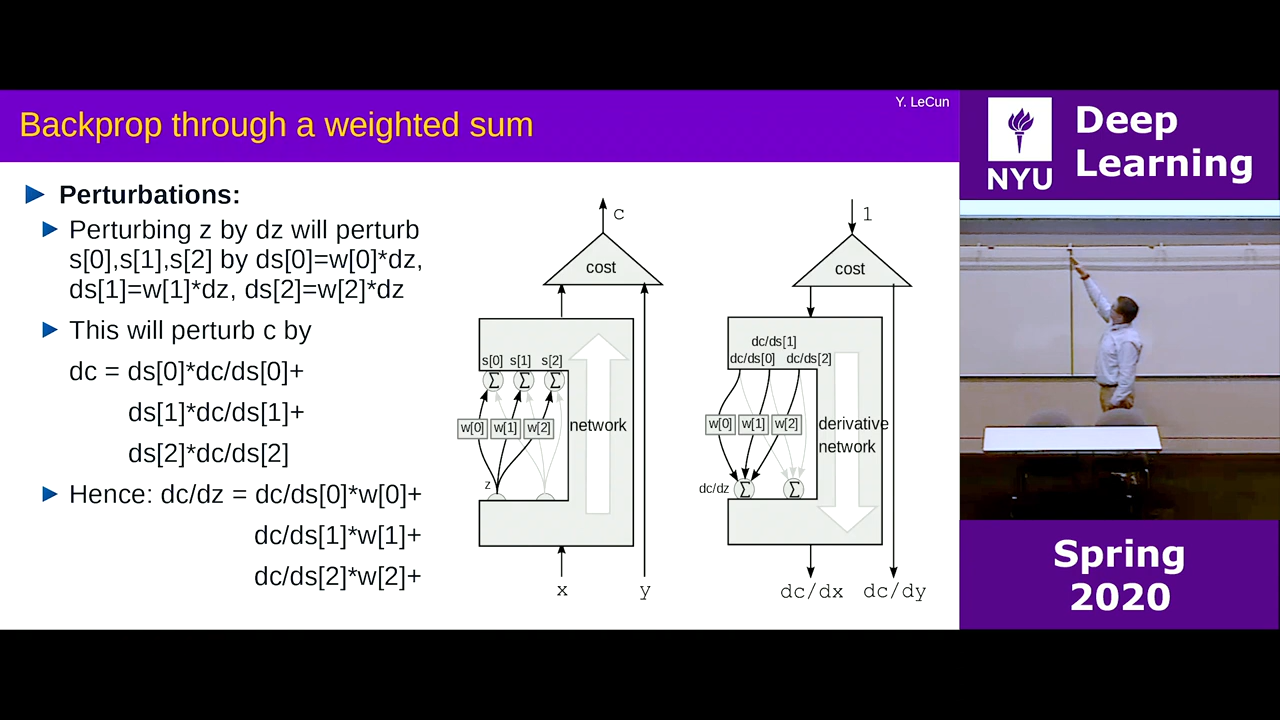 Y. LeCun
Backprop through a weighted sum
Perturbations:
Perturbing z by dz will perturb
s[0],s[1],s[2] by ds[0]=w[0]*dz,
ds[1]=w[1]*dz, ds[2]=w[2]*dz
This will perturb c by
dc = ds[0]*dc/ds[0]+
ds[1]*dc/ds[1]+
ds[2]*dc/ds[2]
Hence: dc/dz = dc/ds[0]*w[0]+
dc/ds[1]*w[1]+
dc/ds[2]*w[2]+
c
cost
s[0] s[1] s[2]
Σ Σ Σ
w[0] w[1] w[2]
network
z
x
y
1
cost
dc/ds[1]
dc/ds[0] dc/ds[2]
w[0] w[1] w[2]
derivative
network
dc/dz Σ Σ
dc/dx dc/dy
NYU
Deep
Learning
Spring
2020